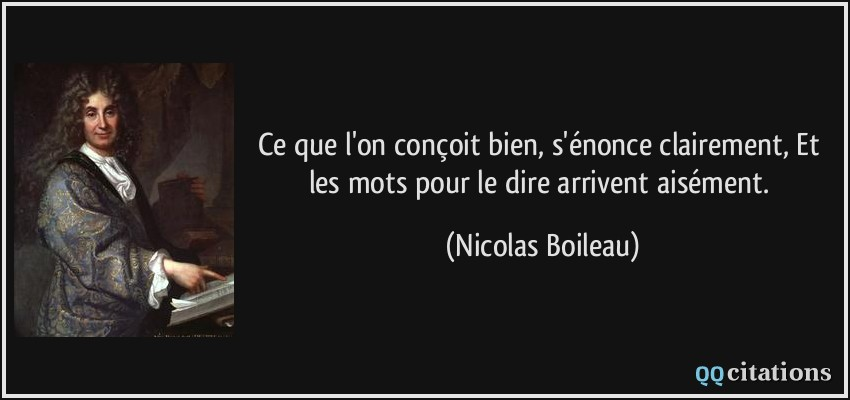 Ce que l'on conçoit bien, s'énonce clairement, Et
les mots pour le dire arrivent aisément.
(Nicolas Boileau)
QQcitations